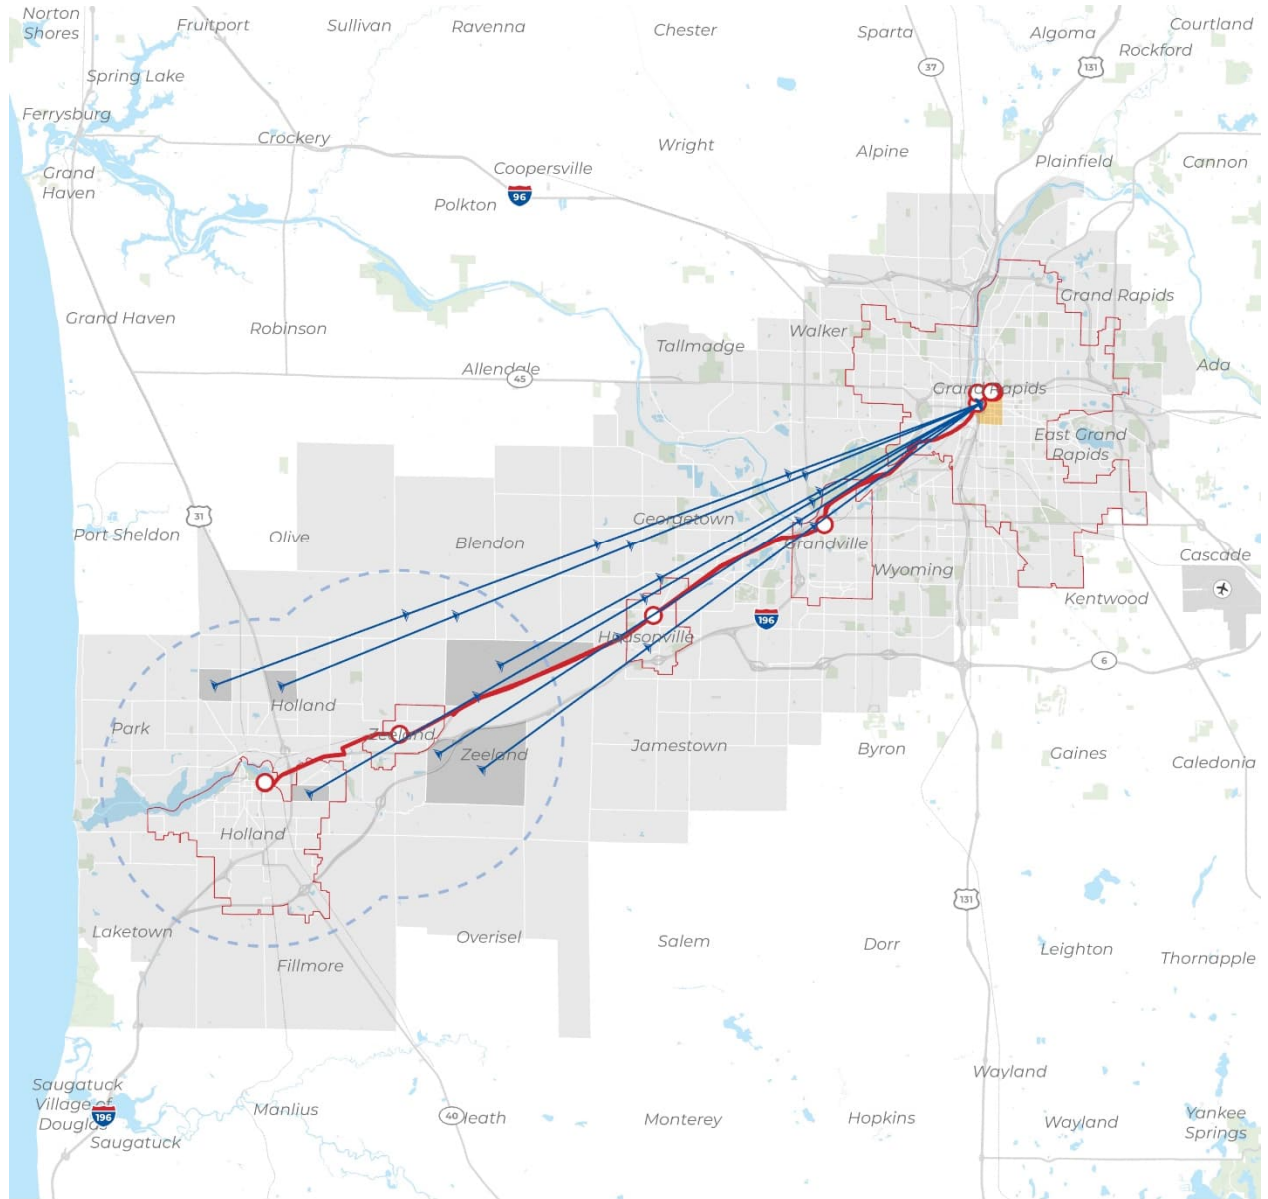 Norton
Shores
Fruitport
Sullivan
Ravenna
Chester
Sparta
Algoma
Courtland
Rockford
37
131
Spring Lake
Ferrysburg
Crockery
Coopersville
Wright
Alpine
Plainfield
Cannon
Grand
Haven
96
Polkton
Grand Haven
Robinson
Tallmadge
Walker
Grand Rapids
Allendale
45
Ada
Grand Rapids
East Grand
Rapids
31
Port Sheldon
Olive
Blendon
Georgetown
Grandville
Wyoming
Cascade
Kentwood
196
Hudsonville
6
Holland
Park
Zeeland
Zeeland
Jamestown
Byron
Gaines
Caledonia
Holland
131
Laketown
Overisel
Salem
Dorr
Leighton
Thornapple
Fillmore
Wayland
Saugatuck
Village of
Douglas
196
Saugatuck
Manlius
40
Heath
Monterey
Hopkins
Wayland
Yankee
Springs